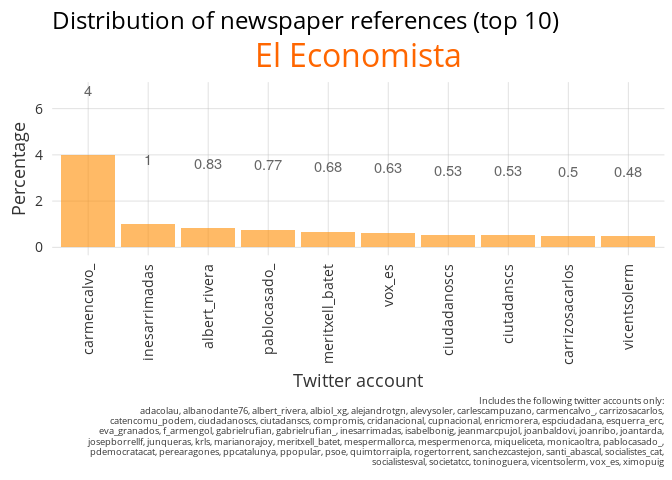 Distribution of newspaper references (top 10)
El Economista
Percentage
6
4
2
0
4
1
0.83
0.77
0.68
0.63
0.53
0.53
0.5
0.48
carmencalvo_
inesarrimadas
albert_rivera
pablocasado_
meritxell_batet
vox_es
ciudadanoscs
ciutadanscs
carrizosacarlos
vicentsolerm
Twitter account
Includes the following twitter accounts only:
adacolau, albanodante76, albert_rivera, albiol_xg, alejandrotgn, alevysoler, carlescampuzano, carmencalvo_, carrizosacarlos,
catencomu_podem, ciudadanoscs, ciutadanscs, compromis, cridanacional, cupnacional, enricmorera, espciudadana, esquerra_erc,
eva_granados, f_armengol, gabrielrufian, gabrielrufian_, inesarrimadas, isabelbonig, jeanmarcpujol, joanbaldovi, joanribo, joantarda,
josepborrellf, junqueras, krls, marianorajoy, meritxell_batet, mespermallorca, mespermenorca, miqueliceta, monicaoltra, pablocasado_,
pdemocratacat, perearagones, ppcatalunya, ppopular, psoe, quimtorraipla, rogertorrent, sanchezcastejon, santi_abascal, socialistes_cat,
socialistesval, societatcc, toninoguera, vicentsolerm, vox_es, ximopuig